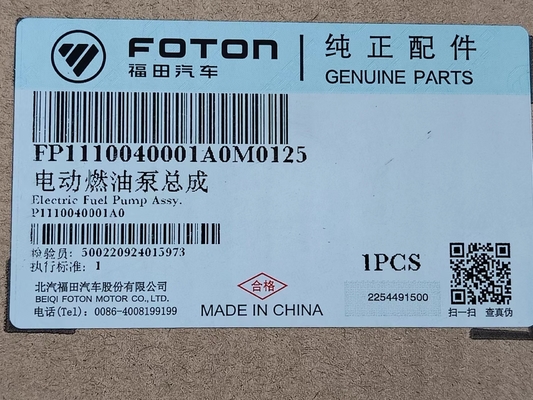 FOTON
福田汽车
纯正配件
GENUINE PARTS
FP1110040001A0M0125
电动燃油泵总成
Electric Fuel Pump Assy.
P1110040001A0
检验员: 500220924015973
执行标准: 1
1PCS
北汽福田汽车股份有限公司
BEIQI FOTON MOTOR CO., LTD.
电话(Tel): 0086-4008199199
合格
MADE IN CHINA
2254491500
扫一扫 查真伪